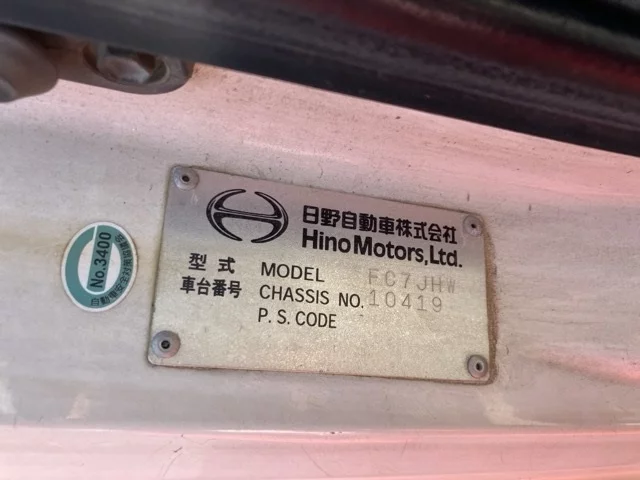 日野自動車株式会社
Hino Motors, Ltd.
型式 MODEL FC7JHW
車台番号 CHASSIS NO. 10419
P. S. CODE
No.3400